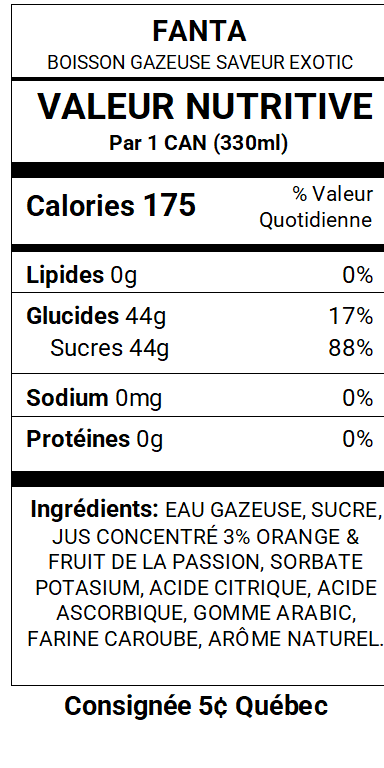 FANTA
BOISSON GAZEUSE SAVEUR EXOTIC
VALEUR NUTRITIVE
Par 1 CAN (330ml)
Calories 175
% Valeur
Quotidienne
Lipides 0g 0%
Glucides 44g 17%
Sucres 44g 88%
Sodium 0mg 0%
Protéines 0g 0%
Ingrédients: EAU GAZEUSE, SUCRE,
JUS CONCENTRÉ 3% ORANGE &
FRUIT DE LA PASSION, SORBATE
POTASIUM, ACIDE CITRIQUE, ACIDE
ASCORBIQUE, GOMME ARABIC,
FARINE CAROUBE, ARÔME NATUREL.
Consignée 5¢ Québec